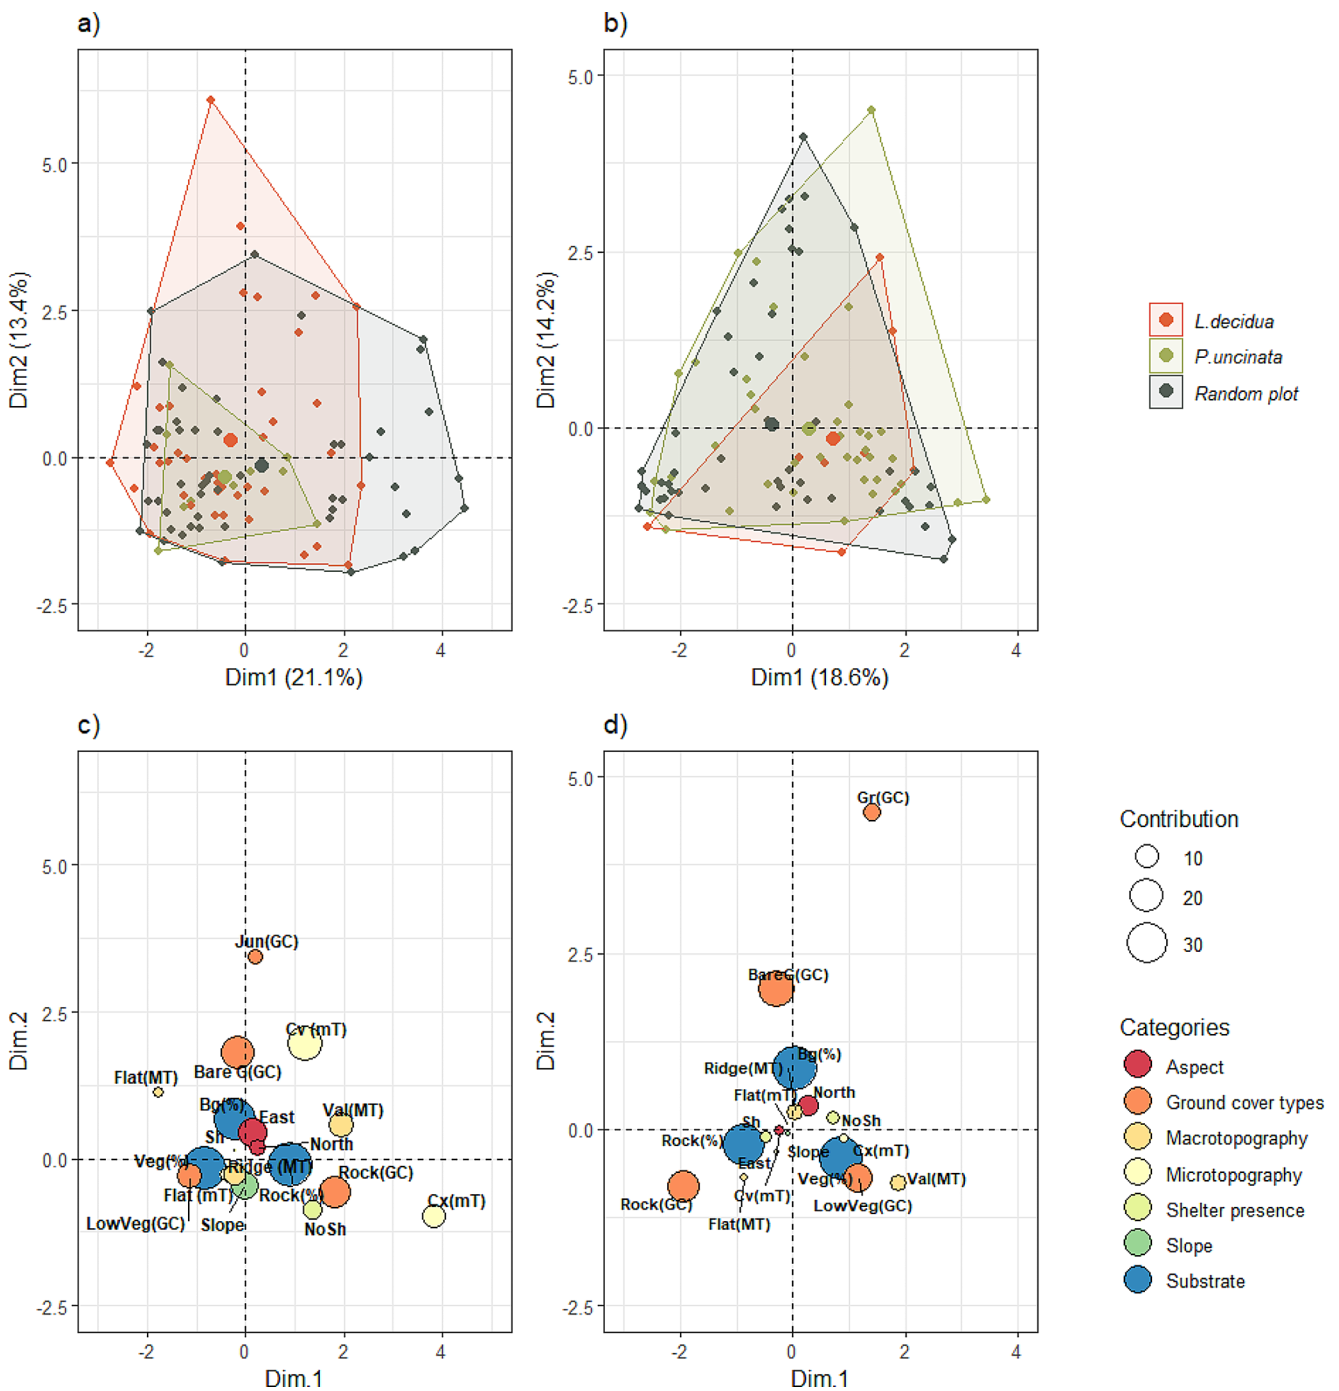 a)
b)
5.0
2.5
0.0
-2.5
Dim2 (13.4%)
-2
0
2
4
Dim1 (21.1%)
5.0
2.5
0.0
-2.5
Dim2 (14.2%)
-2
0
2
4
Dim1 (18.6%)
L.decidua
P.uncinata
Random plot
c)
d)
5.0
2.5
0.0
-2.5
Dim.2
Jun(GC)
Cv (mT)
Bare G(GC)
Flat(MT)
Bg(%)
East
Val(MT)
Sh
North
Veg(%)
Ridge (MT)
Rock(GC)
Flat (mT)
Rock(%)
Cx(mT)
LowVeg(GC)
Slope
NoSh
-2
0
2
4
Dim.1
5.0
2.5
0.0
-2.5
Dim.2
Gr(GC)
BareG(GC)
Bg(%)
Ridge(MT)
Flat(mT)
North
Sh
NoSh
Rock(%)
Slope
Cx(mT)
East
Veg(%)
Val(MT)
Cv(mT)
LowVeg(GC)
Rock(GC)
Flat(MT)
-2
0
2
4
Dim.1
Contribution
10
20
30
Categories
Aspect
Ground cover types
Macrotopography
Microtopography
Shelter presence
Slope
Substrate